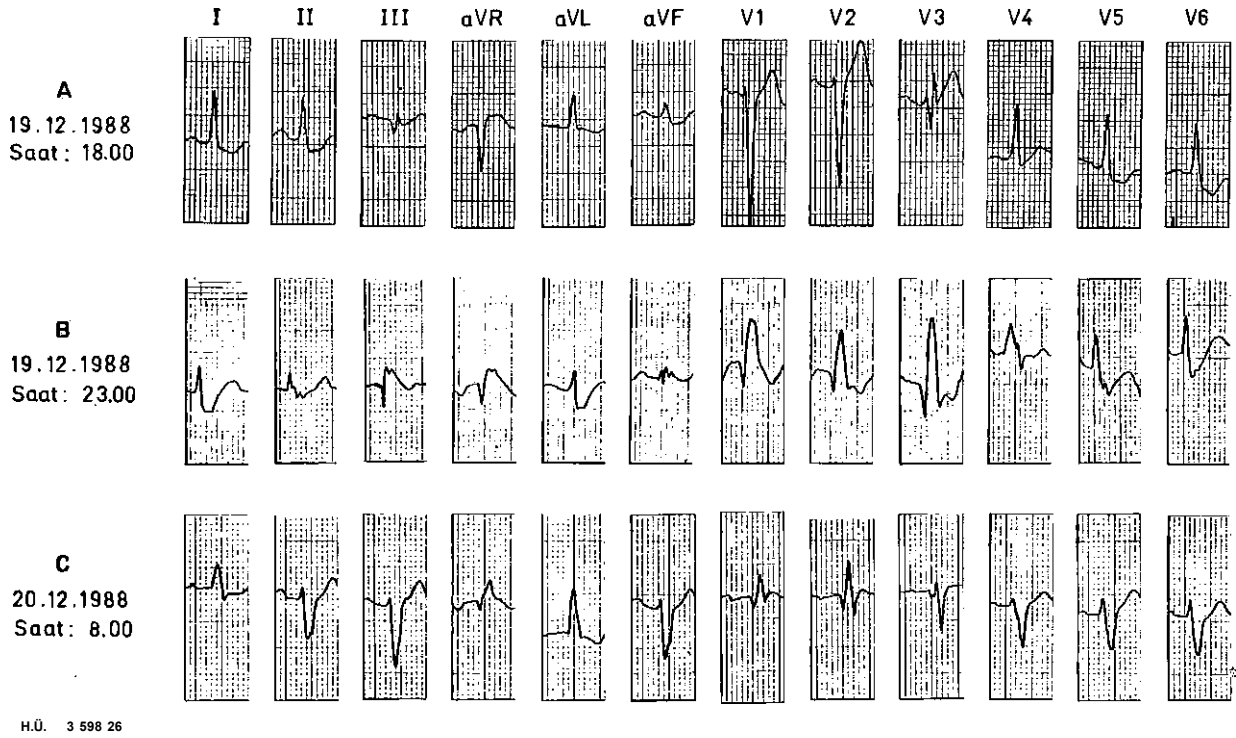 I II III aVR aVL aVF V1 V2 V3 V4 V5 V6
A
19.12.1988
Saat: 18.00
B
19.12.1988
Saat: 23.00
C
20.12.1988
Saat: 8.00
H.Ü. 3 598 26